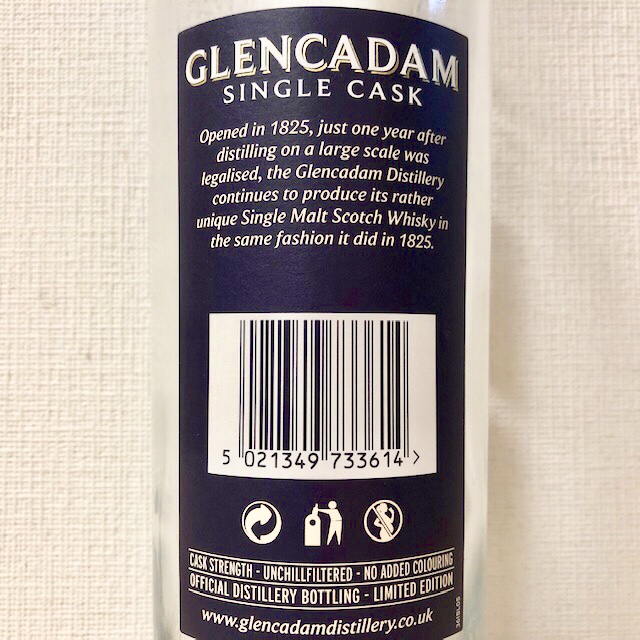 GLENCADAM
SINGLE CASK
Opened in 1825, just one year after
distilling on a large scale was
legalised, the Glencadam Distillery
continues to produce its rather
unique Single Malt Scotch Whisky in
the same fashion it did in 1825.
5 021349 733614 >
CASK STRENGTH - UNCHILLFILTERED - NO ADDED COLOURING
OFFICIAL DISTILLERY BOTTLING - LIMITED EDITION
www.glencadamdistillery.co.uk